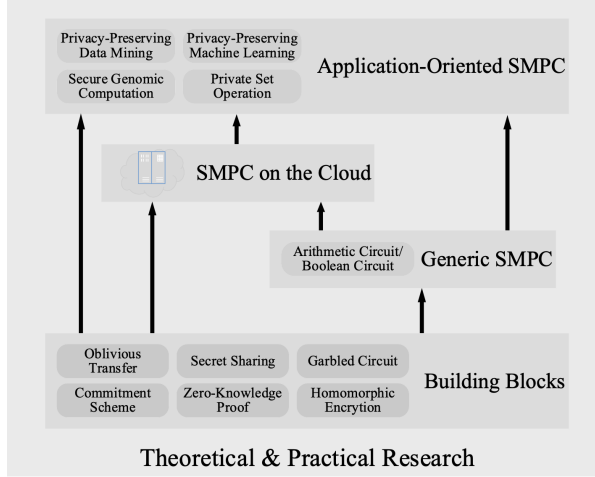 Privacy-Preserving
Data Mining
Privacy-Preserving
Machine Learning
Secure Genomic
Computation
Private Set
Operation
Application-Oriented SMPC
SMPC on the Cloud
Arithmetic Circuit/
Boolean Circuit
Generic SMPC
Oblivious
Transfer
Secret Sharing
Garbled Circuit
Commitment
Scheme
Zero-Knowledge
Proof
Homomorphic
Encrytion
Building Blocks
Theoretical & Practical Research